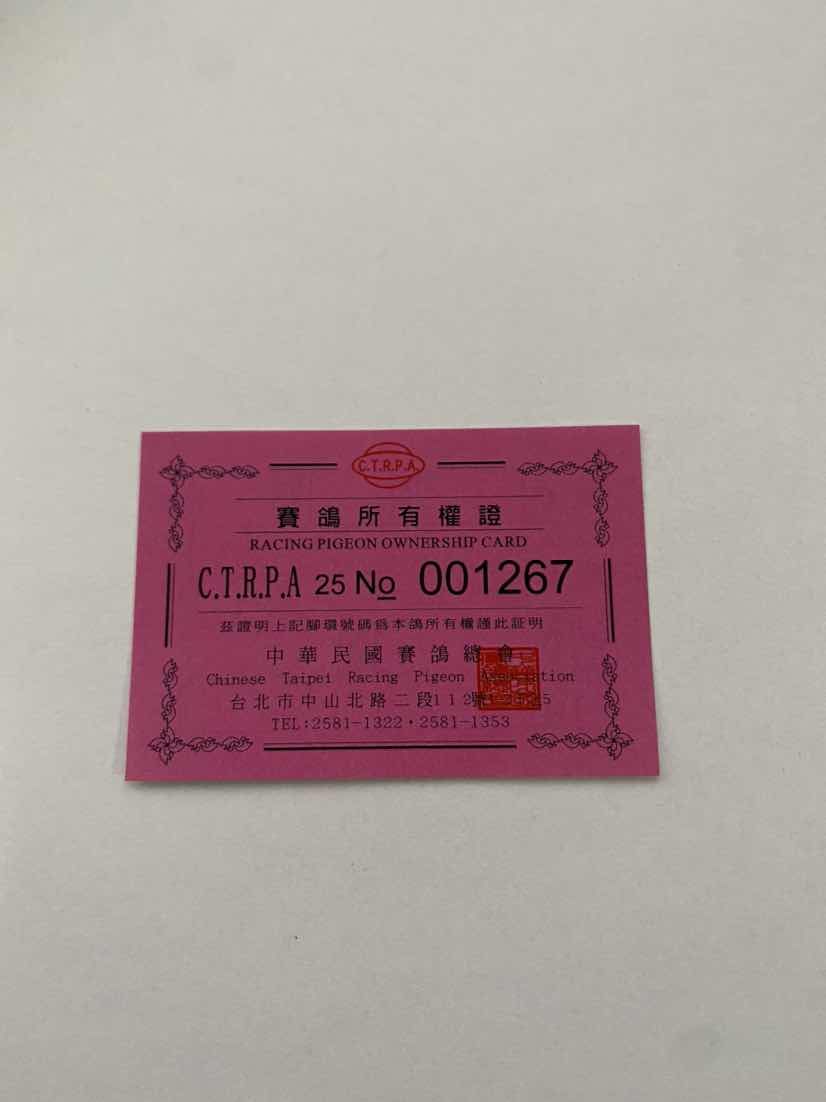 C.T.R.P.A.
賽鴿所有權證
RACING PIGEON OWNERSHIP CARD
C.T.R.P.A 25 No 001267
茲證明上記腳環號碼爲本鴿所有權謹此証明
中華民國賽鴿總會
Chinese Taipei Racing Pigeon Association
台北市中山北路二段112號
TEL:2581-1322·2581-1353